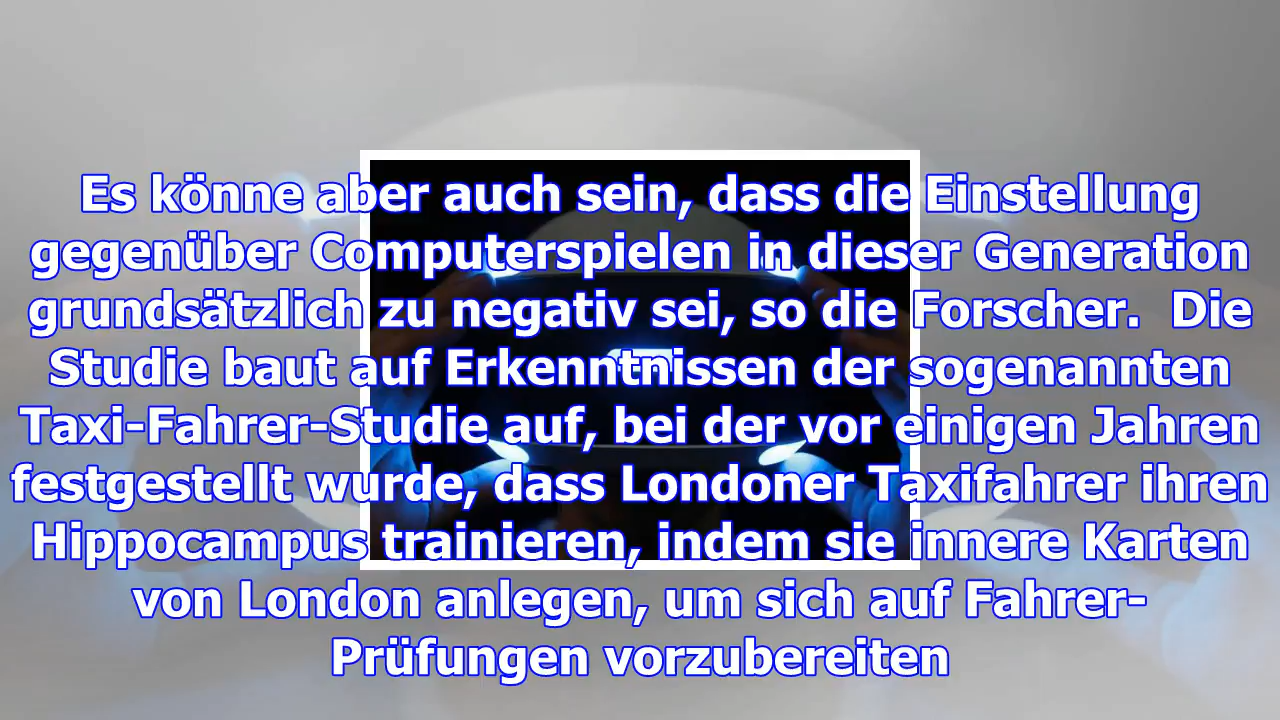 Es könne aber auch sein, dass die Einstellung
gegenüber Computerspielen in dieser Generation
grundsätzlich zu negativ sei, so die Forscher.  Die
Studie baut auf Erkenntnissen der sogenannten
Taxi-Fahrer-Studie auf, bei der vor einigen Jahren
festgestellt wurde, dass Londoner Taxifahrer ihren
Hippocampus trainieren, indem sie innere Karten
von London anlegen, um sich auf Fahrer-
Prüfungen vorzubereiten